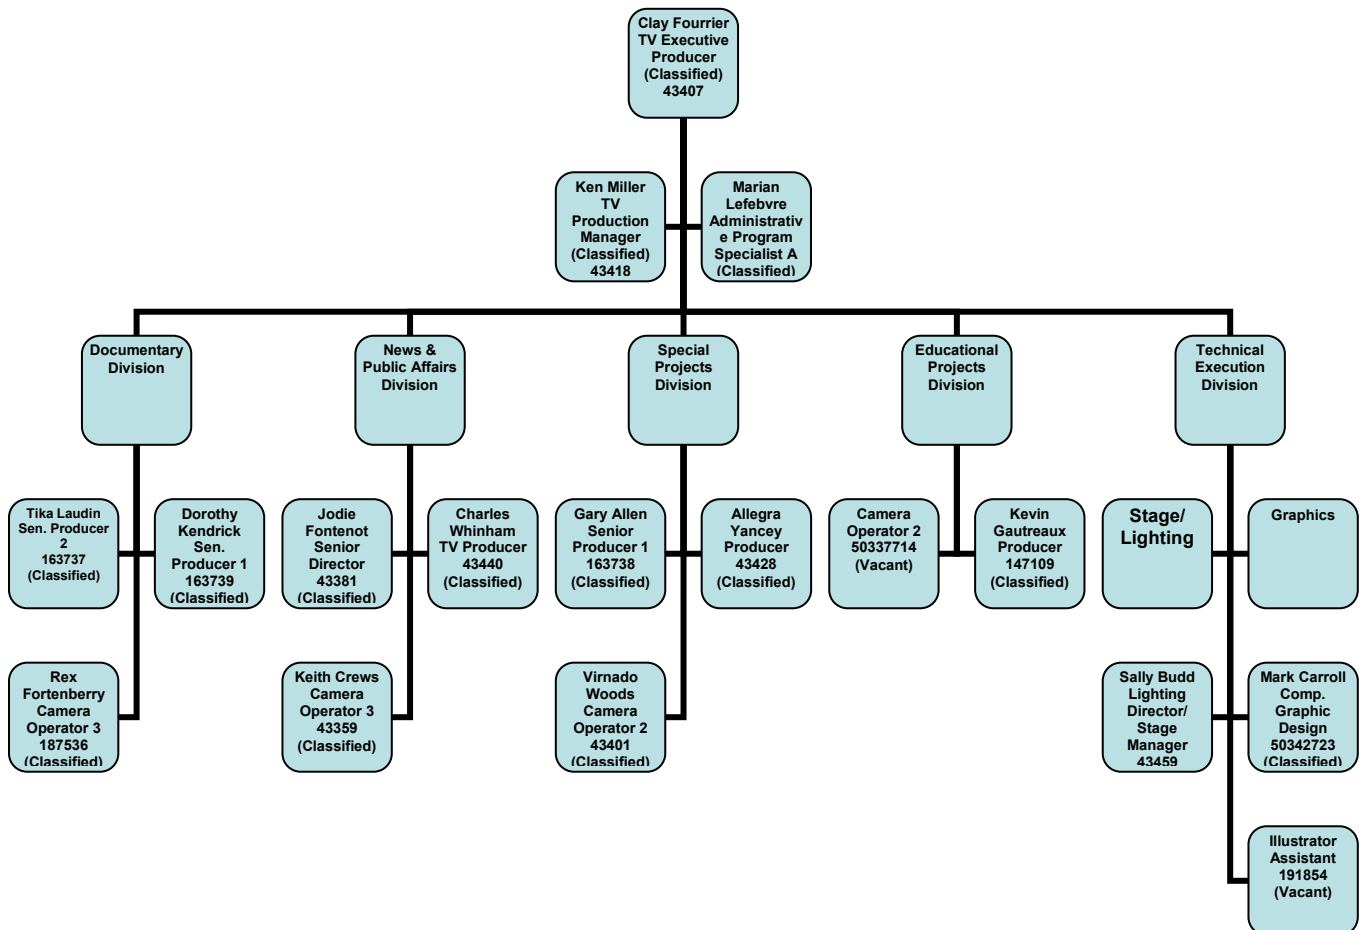 Clay Fourrier
TV Executive
Producer
(Classified)
43407
Ken Miller
TV
Production
Manager
(Classified)
43418
Marian
Lefebvre
Administrativ
e Program
Specialist A
(Classified)
Documentary
Division
News &
Public Affairs
Division
Special
Projects
Division
Educational
Projects
Division
Technical
Execution
Division
Tika Laudin
Sen. Producer
2
163737
(Classified)
Dorothy
Kendrick
Sen.
Producer 1
163739
(Classified)
Jodie
Fontenot
Senior
Director
43381
(Classified)
Charles
Whinham
TV Producer
43440
(Classified)
Gary Allen
Senior
Producer 1
163738
(Classified)
Allegra
Yancey
Producer
43428
(Classified)
Camera
Operator 2
50337714
(Vacant)
Kevin
Gautreaux
Producer
147109
(Classified)
Stage/
Lighting
Graphics
Rex
Fortenberry
Camera
Operator 3
187536
(Classified)
Keith Crews
Camera
Operator 3
43359
(Classified)
Virnado
Woods
Camera
Operator 2
43401
(Classified)
Sally Budd
Lighting
Director/
Stage
Manager
43459
Mark Carroll
Comp.
Graphic
Design
50342723
(Classified)
Illustrator
Assistant
191854
(Vacant)